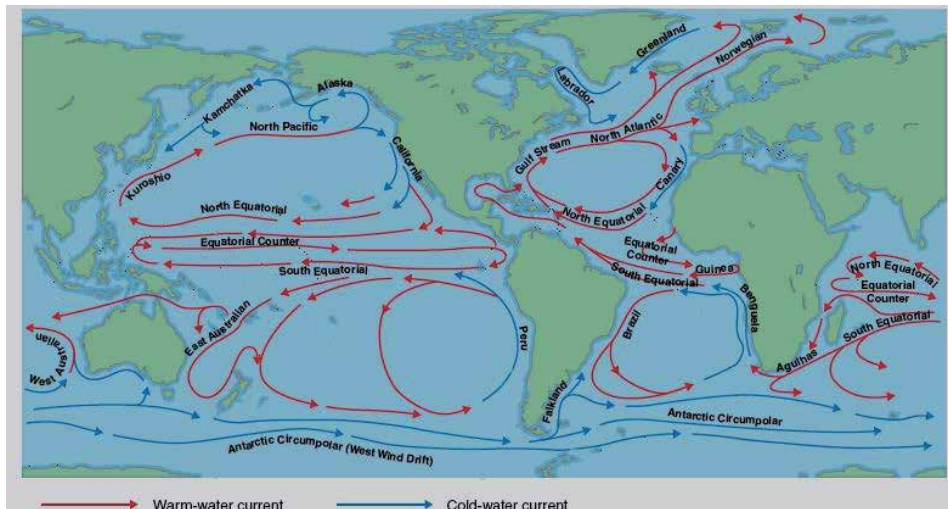 Greenland
Norwegian
Labrador
Alaska
Kamchatka
North Pacific
North Atlantic
California
Gulf Stream
Canary
Kuroshio
North Equatorial
North Equatorial
Equatorial Counter
Equatorial
Counter
South Equatorial
South Equatorial
Guinea
North Equatorial
Equatorial
Counter
South Equatorial
East Australian
West Australian
Peru
Brazil
Benguela
Agulhas
Falkland
Antarctic Circumpolar
Antarctic Circumpolar (West Wind Drift)
Warm-water current
Cold-water current